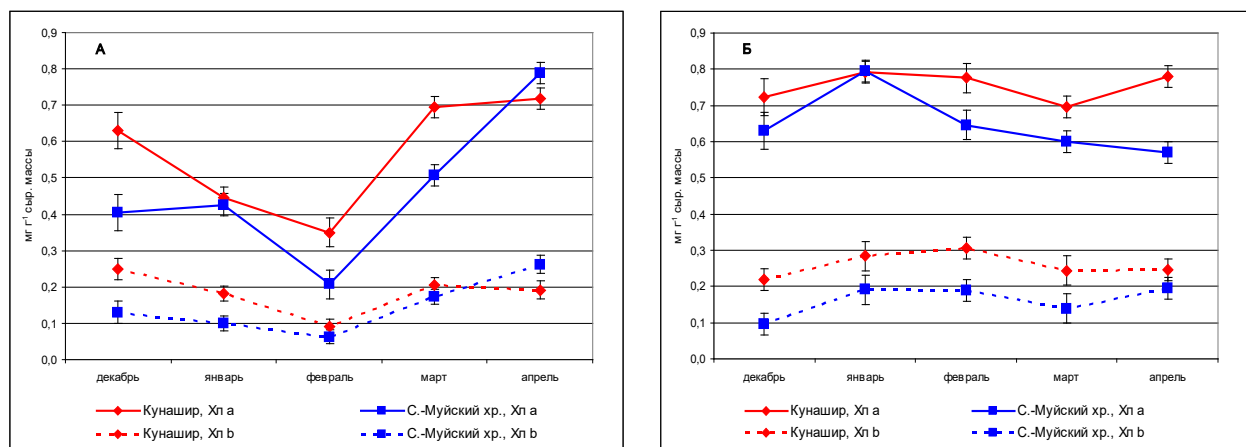 А
мг г⁻¹ сыр. массы
0,9
0,8
0,7
0,6
0,5
0,4
0,3
0,2
0,1
0,0
декабрь январь февраль март апрель
Кунашир, Хл a С.-Муйский хр., Хл a
Кунашир, Хл b С.-Муйский хр., Хл b
Б
мг г⁻¹ сыр. массы
0,9
0,8
0,7
0,6
0,5
0,4
0,3
0,2
0,1
0,0
декабрь январь февраль март апрель
Кунашир, Хл a С.-Муйский хр., Хл a
Кунашир, Хл b С.-Муйский хр., Хл b